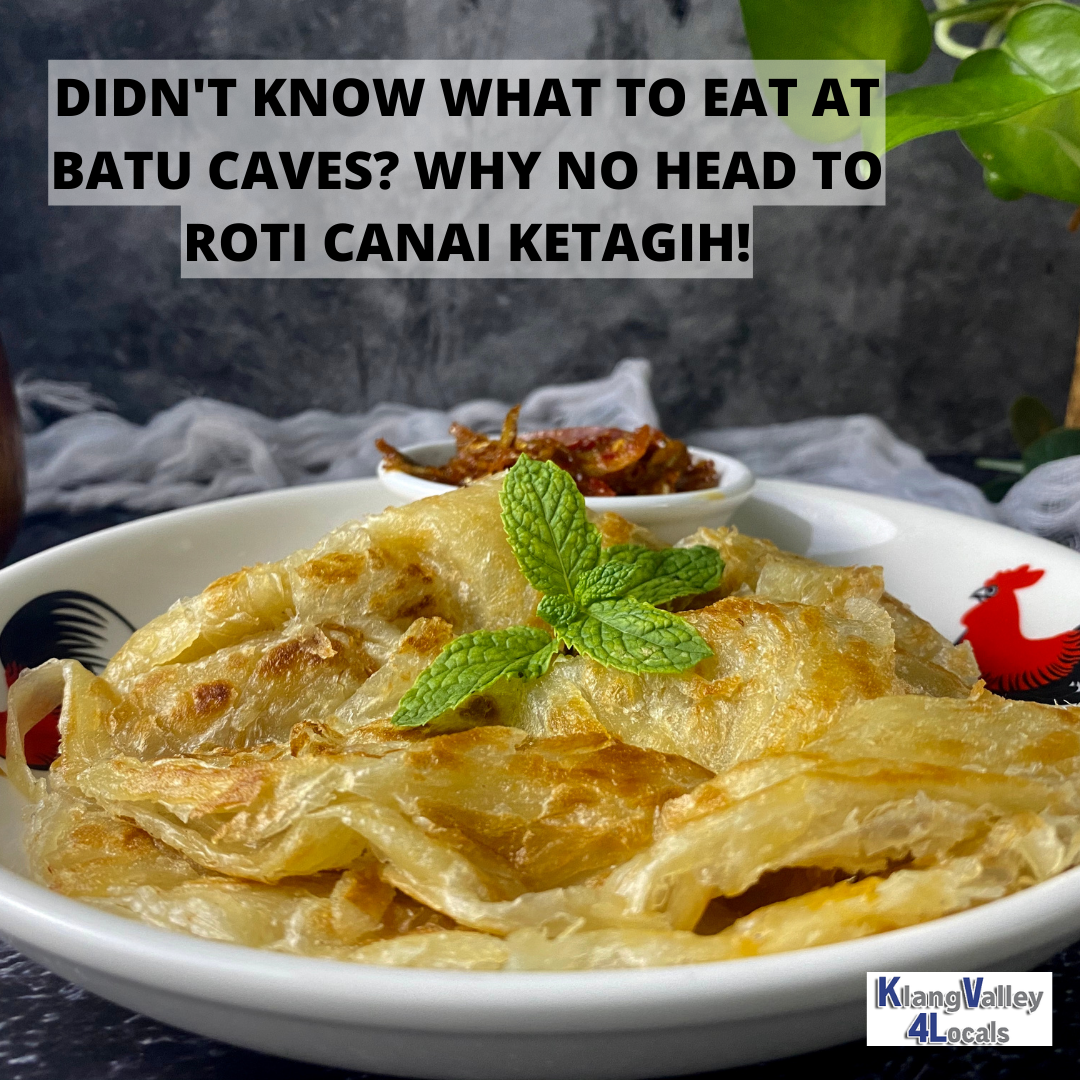 DIDN'T KNOW WHAT TO EAT AT
BATU CAVES? WHY NO HEAD TO
ROTI CANAI KETAGIH!
KlangValley
4Locals